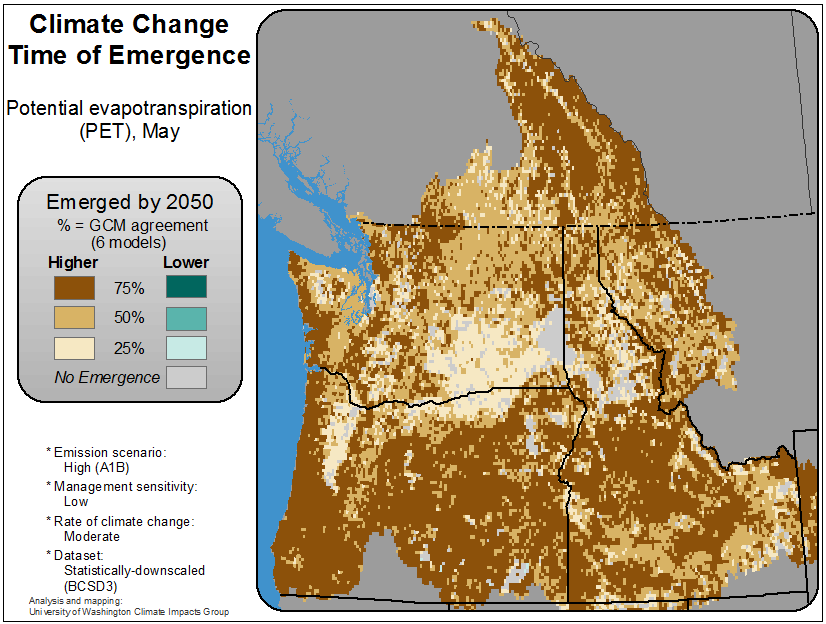 Climate Change
Time of Emergence
Potential evapotranspiration
(PET), May
Emerged by 2050
% = GCM agreement
(6 models)
Higher Lower
75%
50%
25%
No Emergence
* Emission scenario:
High (A1B)
* Management sensitivity:
Low
* Rate of climate change:
Moderate
* Dataset:
Statistically-downscaled
(BCSD3)
Analysis and mapping:
University of Washington Climate Impacts Group